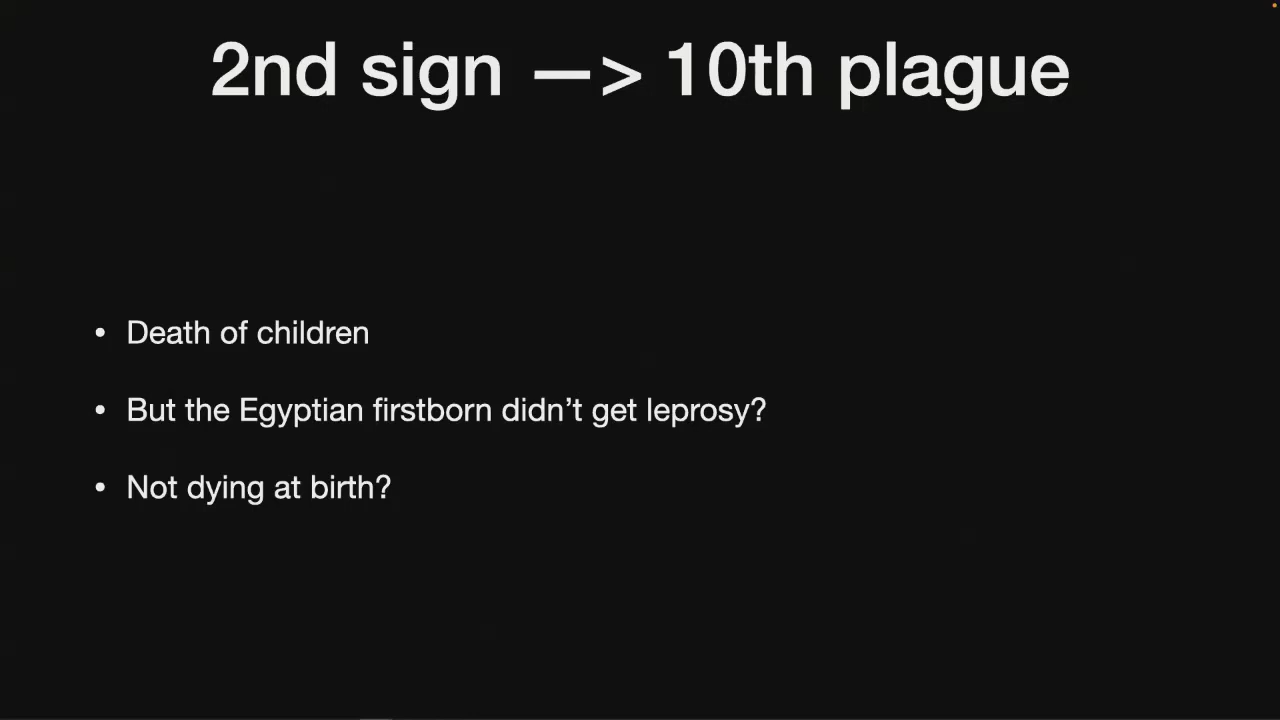 2nd sign —> 10th plague
• Death of children
• But the Egyptian firstborn didn’t get leprosy?
• Not dying at birth?